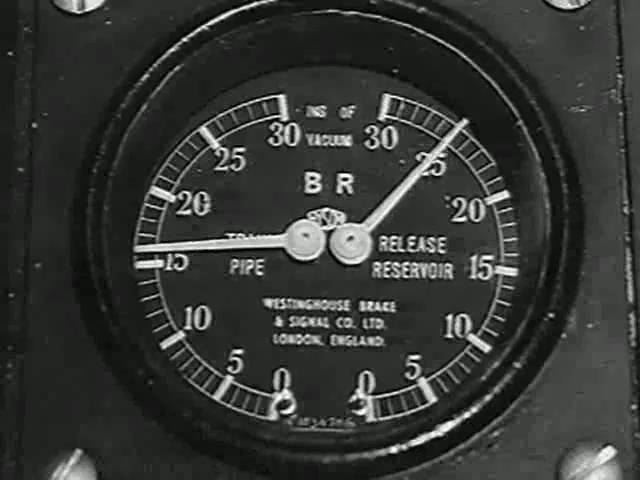 INS OF
VACUUM
30 30
25 25
B R
20 20
TRAIN
PIPE
RELEASE
RESERVOIR
15 15
WESTINGHOUSE BRAKE
& SIGNAL CO. LTD.
LONDON, ENGLAND.
10 10
5 5
0 0